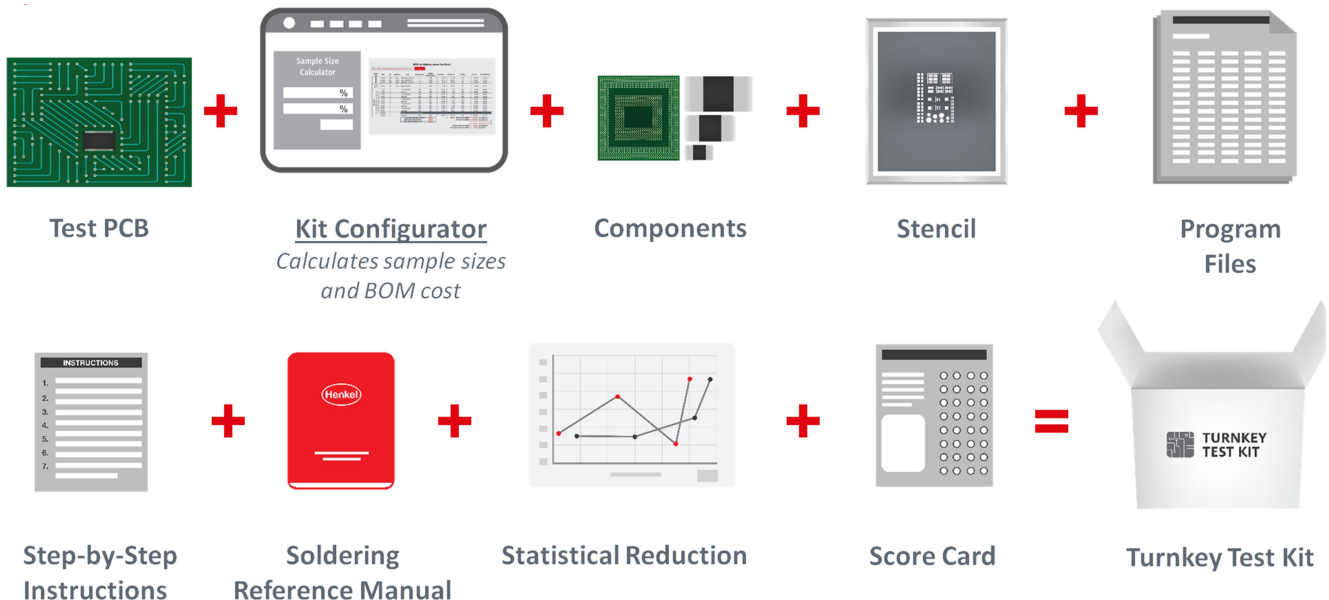 Sample Size
Calculator
%
%
Test PCB
Kit Configurator
Calculates sample sizes
and BOM cost
Components
Stencil
Program
Files
INSTRUCTIONS
1.
2.
3.
4.
5.
6.
7.
Henkel
TURNKEY
TEST KIT
Step-by-Step
Instructions
Soldering
Reference Manual
Statistical Reduction
Score Card
Turnkey Test Kit